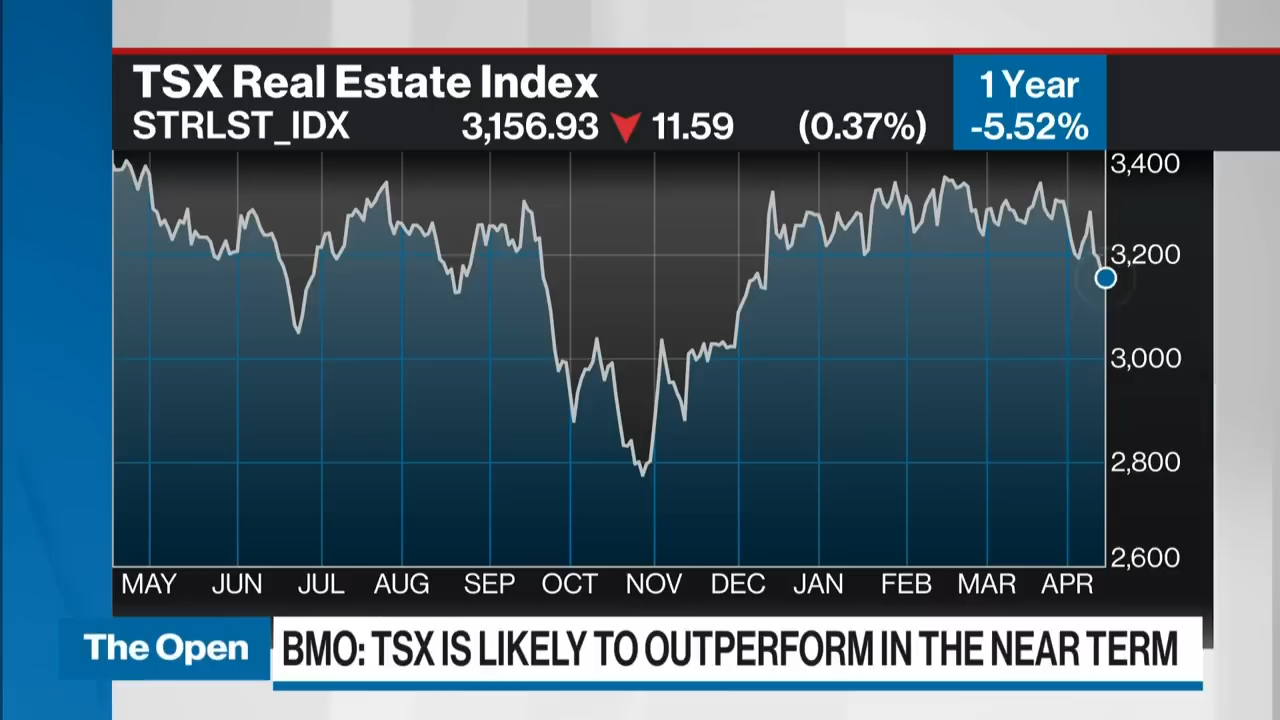 TSX Real Estate Index
1 Year
STRLST_IDX 3,156.93 ▼ 11.59 (0.37%)
-5.52%
3,400
3,200
3,000
2,800
2,600
MAY JUN JUL AUG SEP OCT NOV DEC JAN FEB MAR APR
The Open
BMO: TSX IS LIKELY TO OUTPERFORM IN THE NEAR TERM